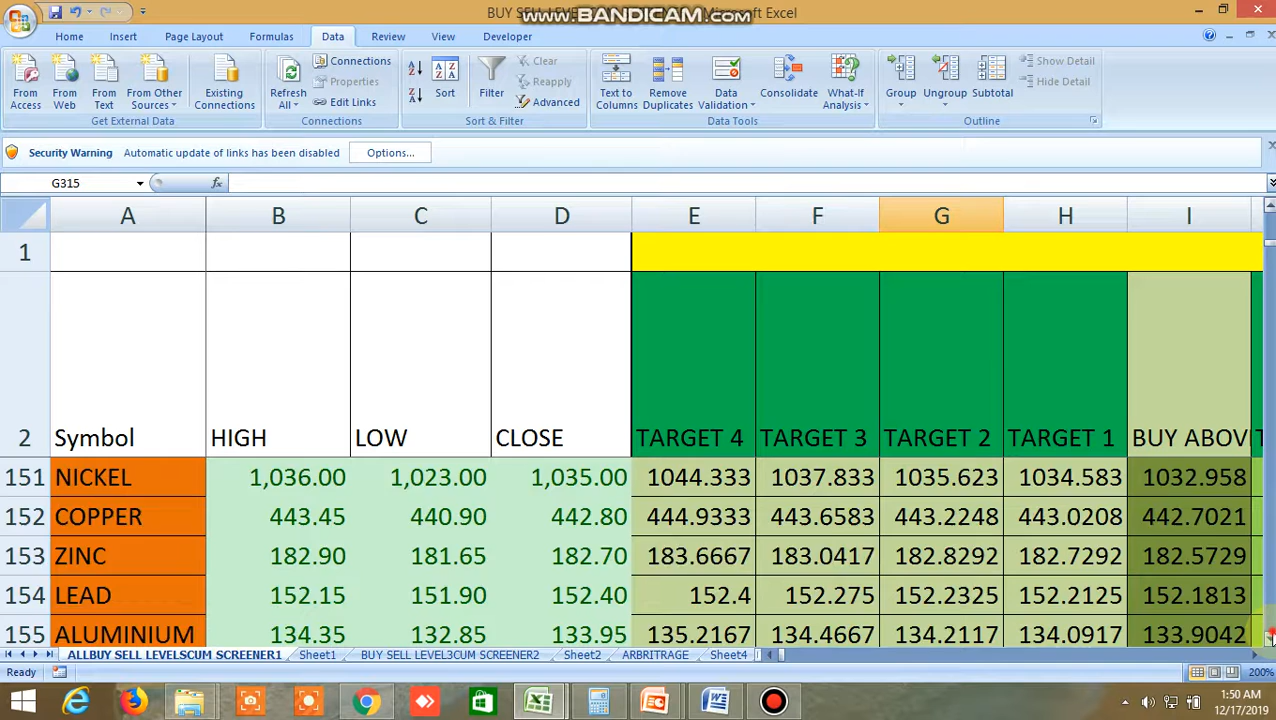 BUY SELL LEVEL
www.BANDICAM.com
Microsoft Excel
Home Insert Page Layout Formulas Data Review View Developer
From Access
From Web
From Text
From Other Sources
Existing Connections
Get External Data
Refresh All
Connections
Properties
Edit Links
Connections
Sort
Filter
Clear
Reapply
Advanced
Sort & Filter
Text to Columns
Remove Duplicates
Data Validation
Consolidate
What-If Analysis
Data Tools
Group
Ungroup
Subtotal
Show Detail
Hide Detail
Outline
Security Warning Automatic update of links has been disabled Options...
G315 fx
A B C D E F G H I
1
2 Symbol HIGH LOW CLOSE TARGET 4 TARGET 3 TARGET 2 TARGET 1 BUY ABOV T
151 NICKEL 1,036.00 1,023.00 1,035.00 1044.333 1037.833 1035.623 1034.583 1032.958
152 COPPER 443.45 440.90 442.80 444.9333 443.6583 443.2248 443.0208 442.7021
153 ZINC 182.90 181.65 182.70 183.6667 183.0417 182.8292 182.7292 182.5729
154 LEAD 152.15 151.90 152.40 152.4 152.275 152.2325 152.2125 152.1813
155 ALUMINIUM 134.35 132.85 133.95 135.2167 134.4667 134.2117 134.0917 133.9042
ALLBUY SELL LEVELSCUM SCREENER1 Sheet1 BUY SELL LEVEL3CUM SCREENER2 Sheet2 ARBRITRAGE Sheet4
Ready 200%
1:50 AM
12/17/2019